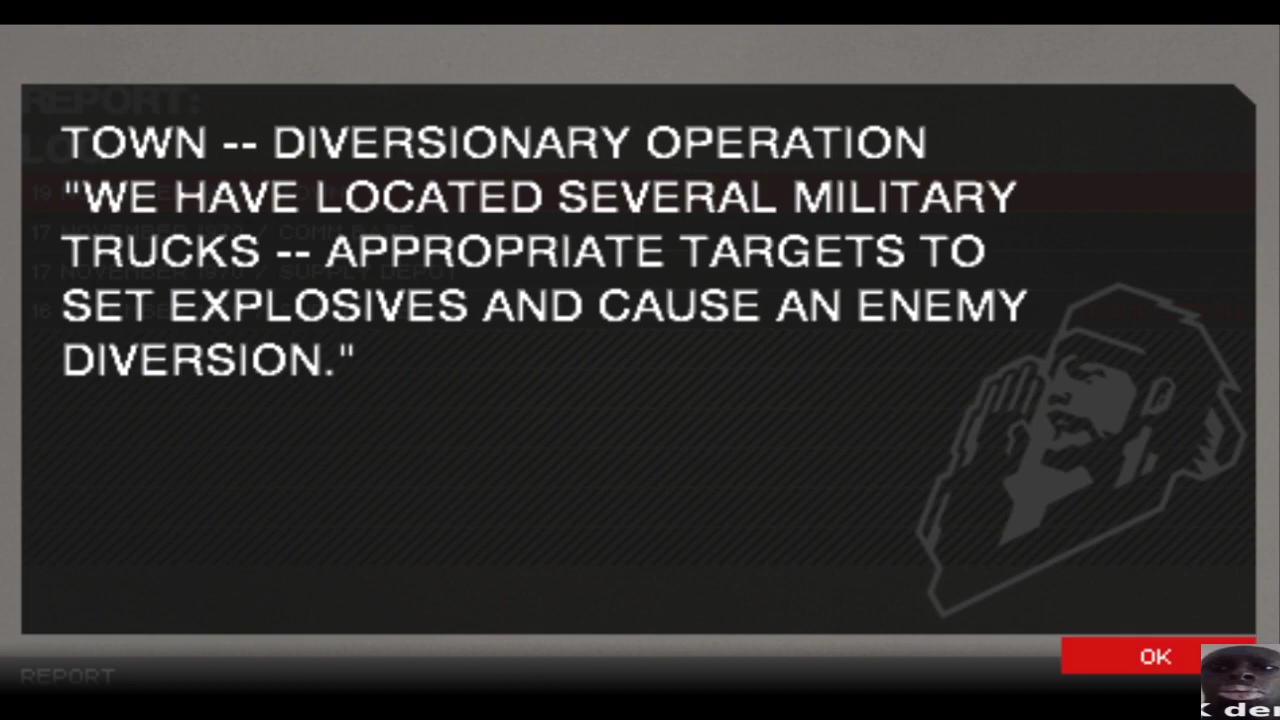 REPORT:
TOWN -- DIVERSIONARY OPERATION
"WE HAVE LOCATED SEVERAL MILITARY
TRUCKS -- APPROPRIATE TARGETS TO
SET EXPLOSIVES AND CAUSE AN ENEMY
DIVERSION."
OK
REPORT